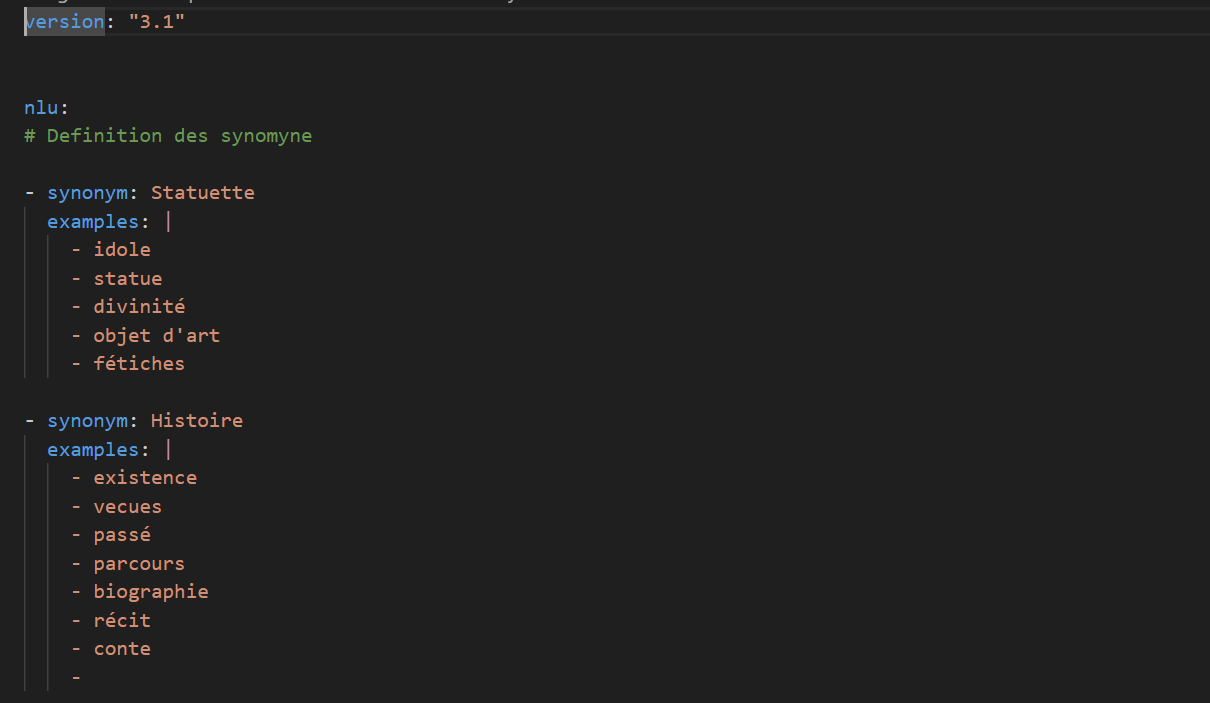 version: "3.1"
nlu:
# Definition des synomyne
- synonym: Statuette
examples: |
- idole
- statue
- divinité
- objet d'art
- fétiches
- synonym: Histoire
examples: |
- existence
- vecues
- passé
- parcours
- biographie
- récit
- conte
-